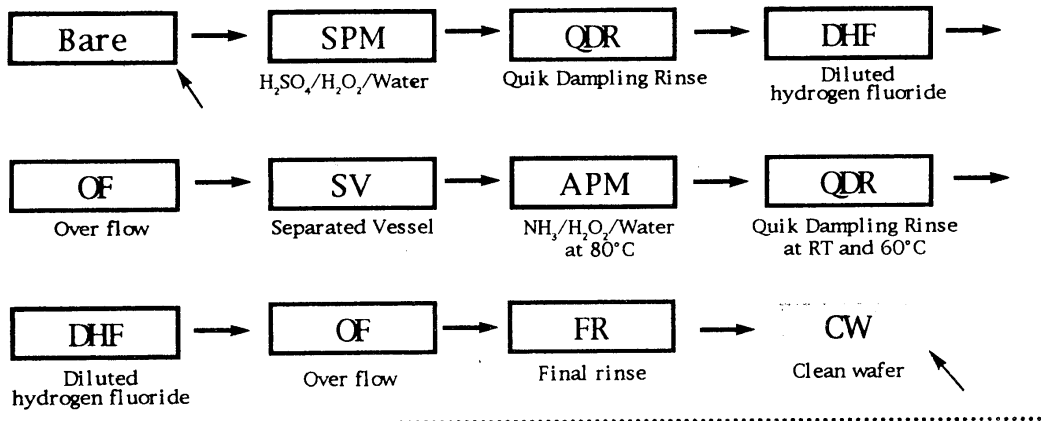 Bare SPM QDR DHF
H₂SO₄/H₂O₂/Water Quik Dampling Rinse Diluted
hydrogen fluoride
OF SV APM QDR
Over flow Separated Vessel NH₃/H₂O₂/Water Quik Dampling Rinse
at 80°C at RT and 60°C
DHF OF FR CW
Diluted Over flow Final rinse Clean wafer
hydrogen fluoride